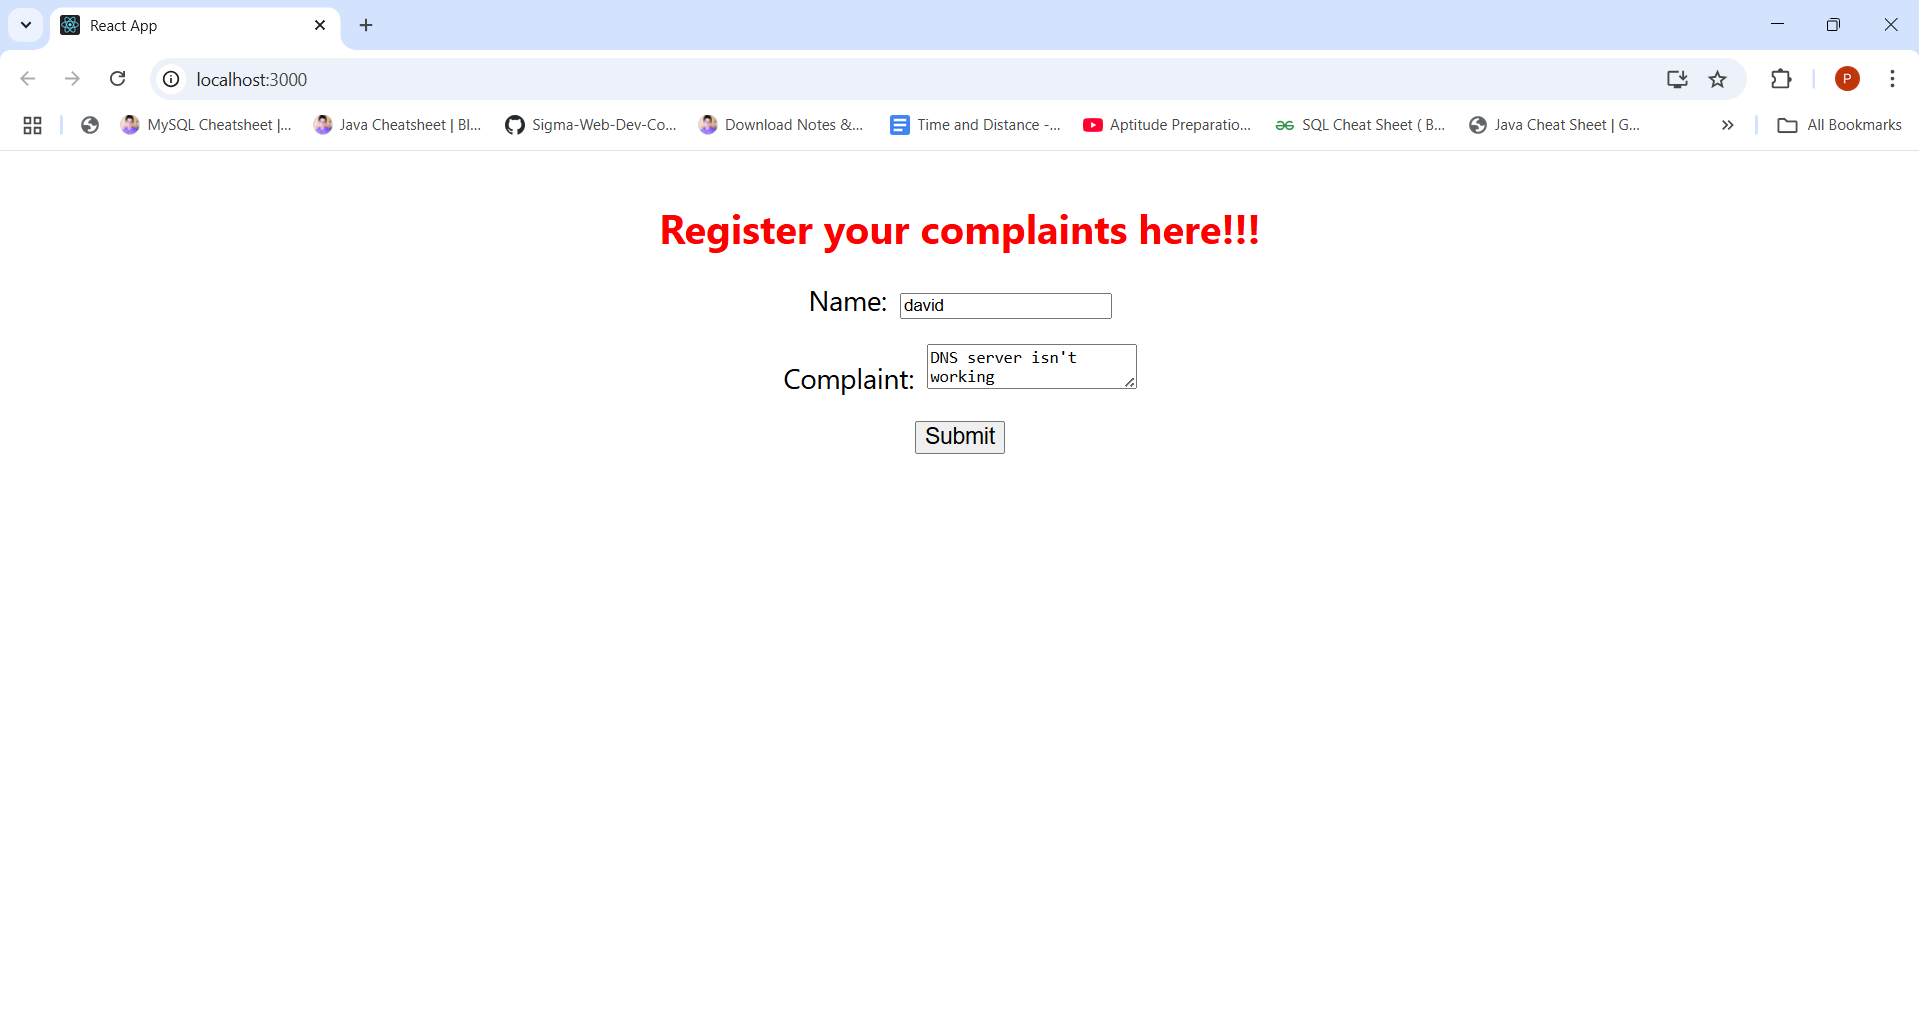 React App
localhost:3000
MySQL Cheatsheet |... Java Cheatsheet | Bl... Sigma-Web-Dev-Co... Download Notes &... Time and Distance -... Aptitude Preparatio... SQL Cheat Sheet ( B... Java Cheat Sheet | G... All Bookmarks
P
Register your complaints here!!!
Name: david
Complaint: DNS server isn't
working
Submit